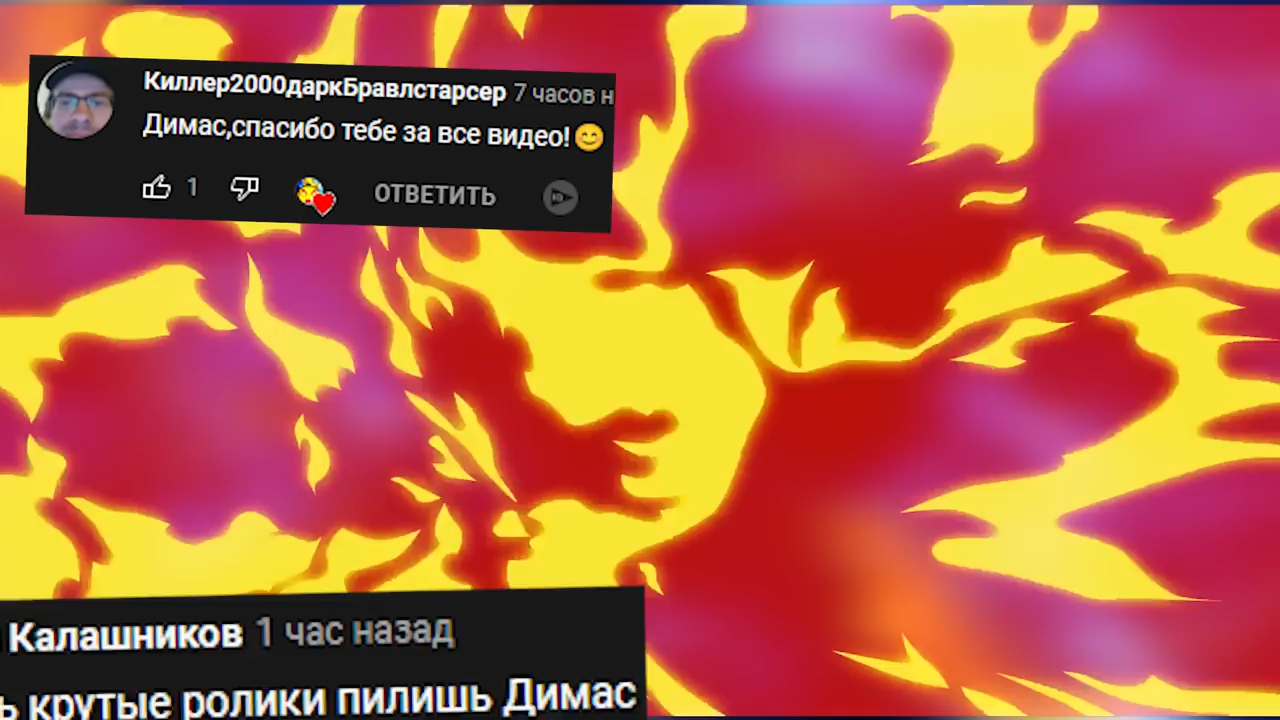 Киллер2000даркБравлстарсер 7 часов н
Димас,спасибо тебе за все видео!😊
1 ОТВЕТИТЬ
Калашников 1 час назад
ь крутые ролики пилишь Димас